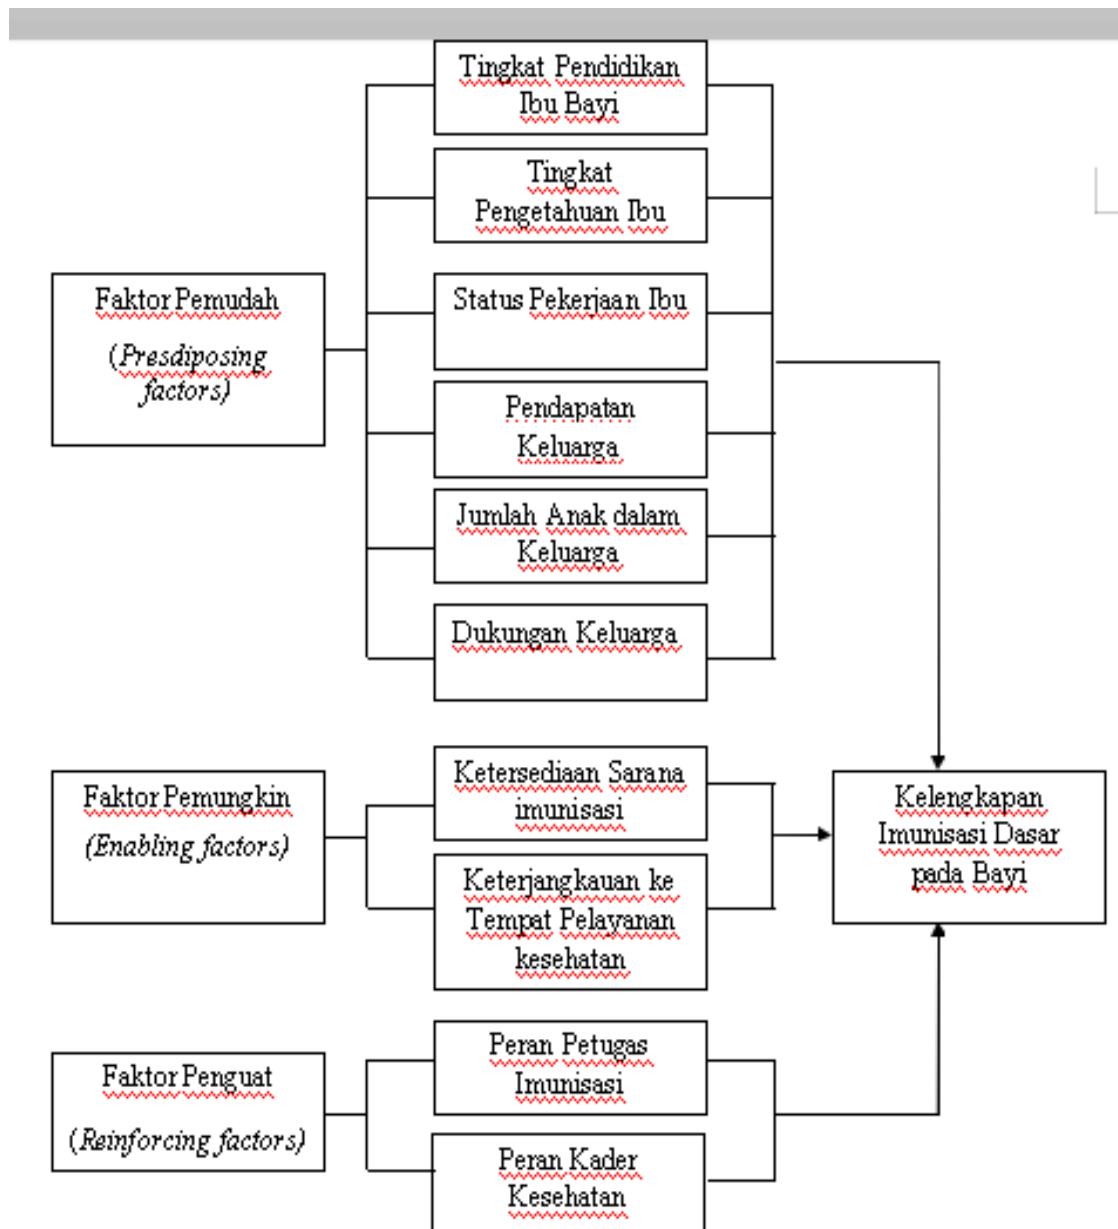 Tingkat Pendidikan
Ibu Bayi
Tingkat
Pengetahuan Ibu
Faktor Pemudah
(Presdiposing
factors)
Status Pekerjaan Ibu
Pendapatan
Keluarga
Jumlah Anak dalam
Keluarga
Dukungan Keluarga
Faktor Pemungkin
(Enabling factors)
Ketersediaan Sarana
imunisasi
Keterjangkauan ke
Tempat Pelayanan
kesehatan
Kelengkapan
Imunisasi Dasar
pada Bayi
Faktor Penguat
(Reinforcing factors)
Peran Petugas
Imunisasi
Peran Kader
Kesehatan